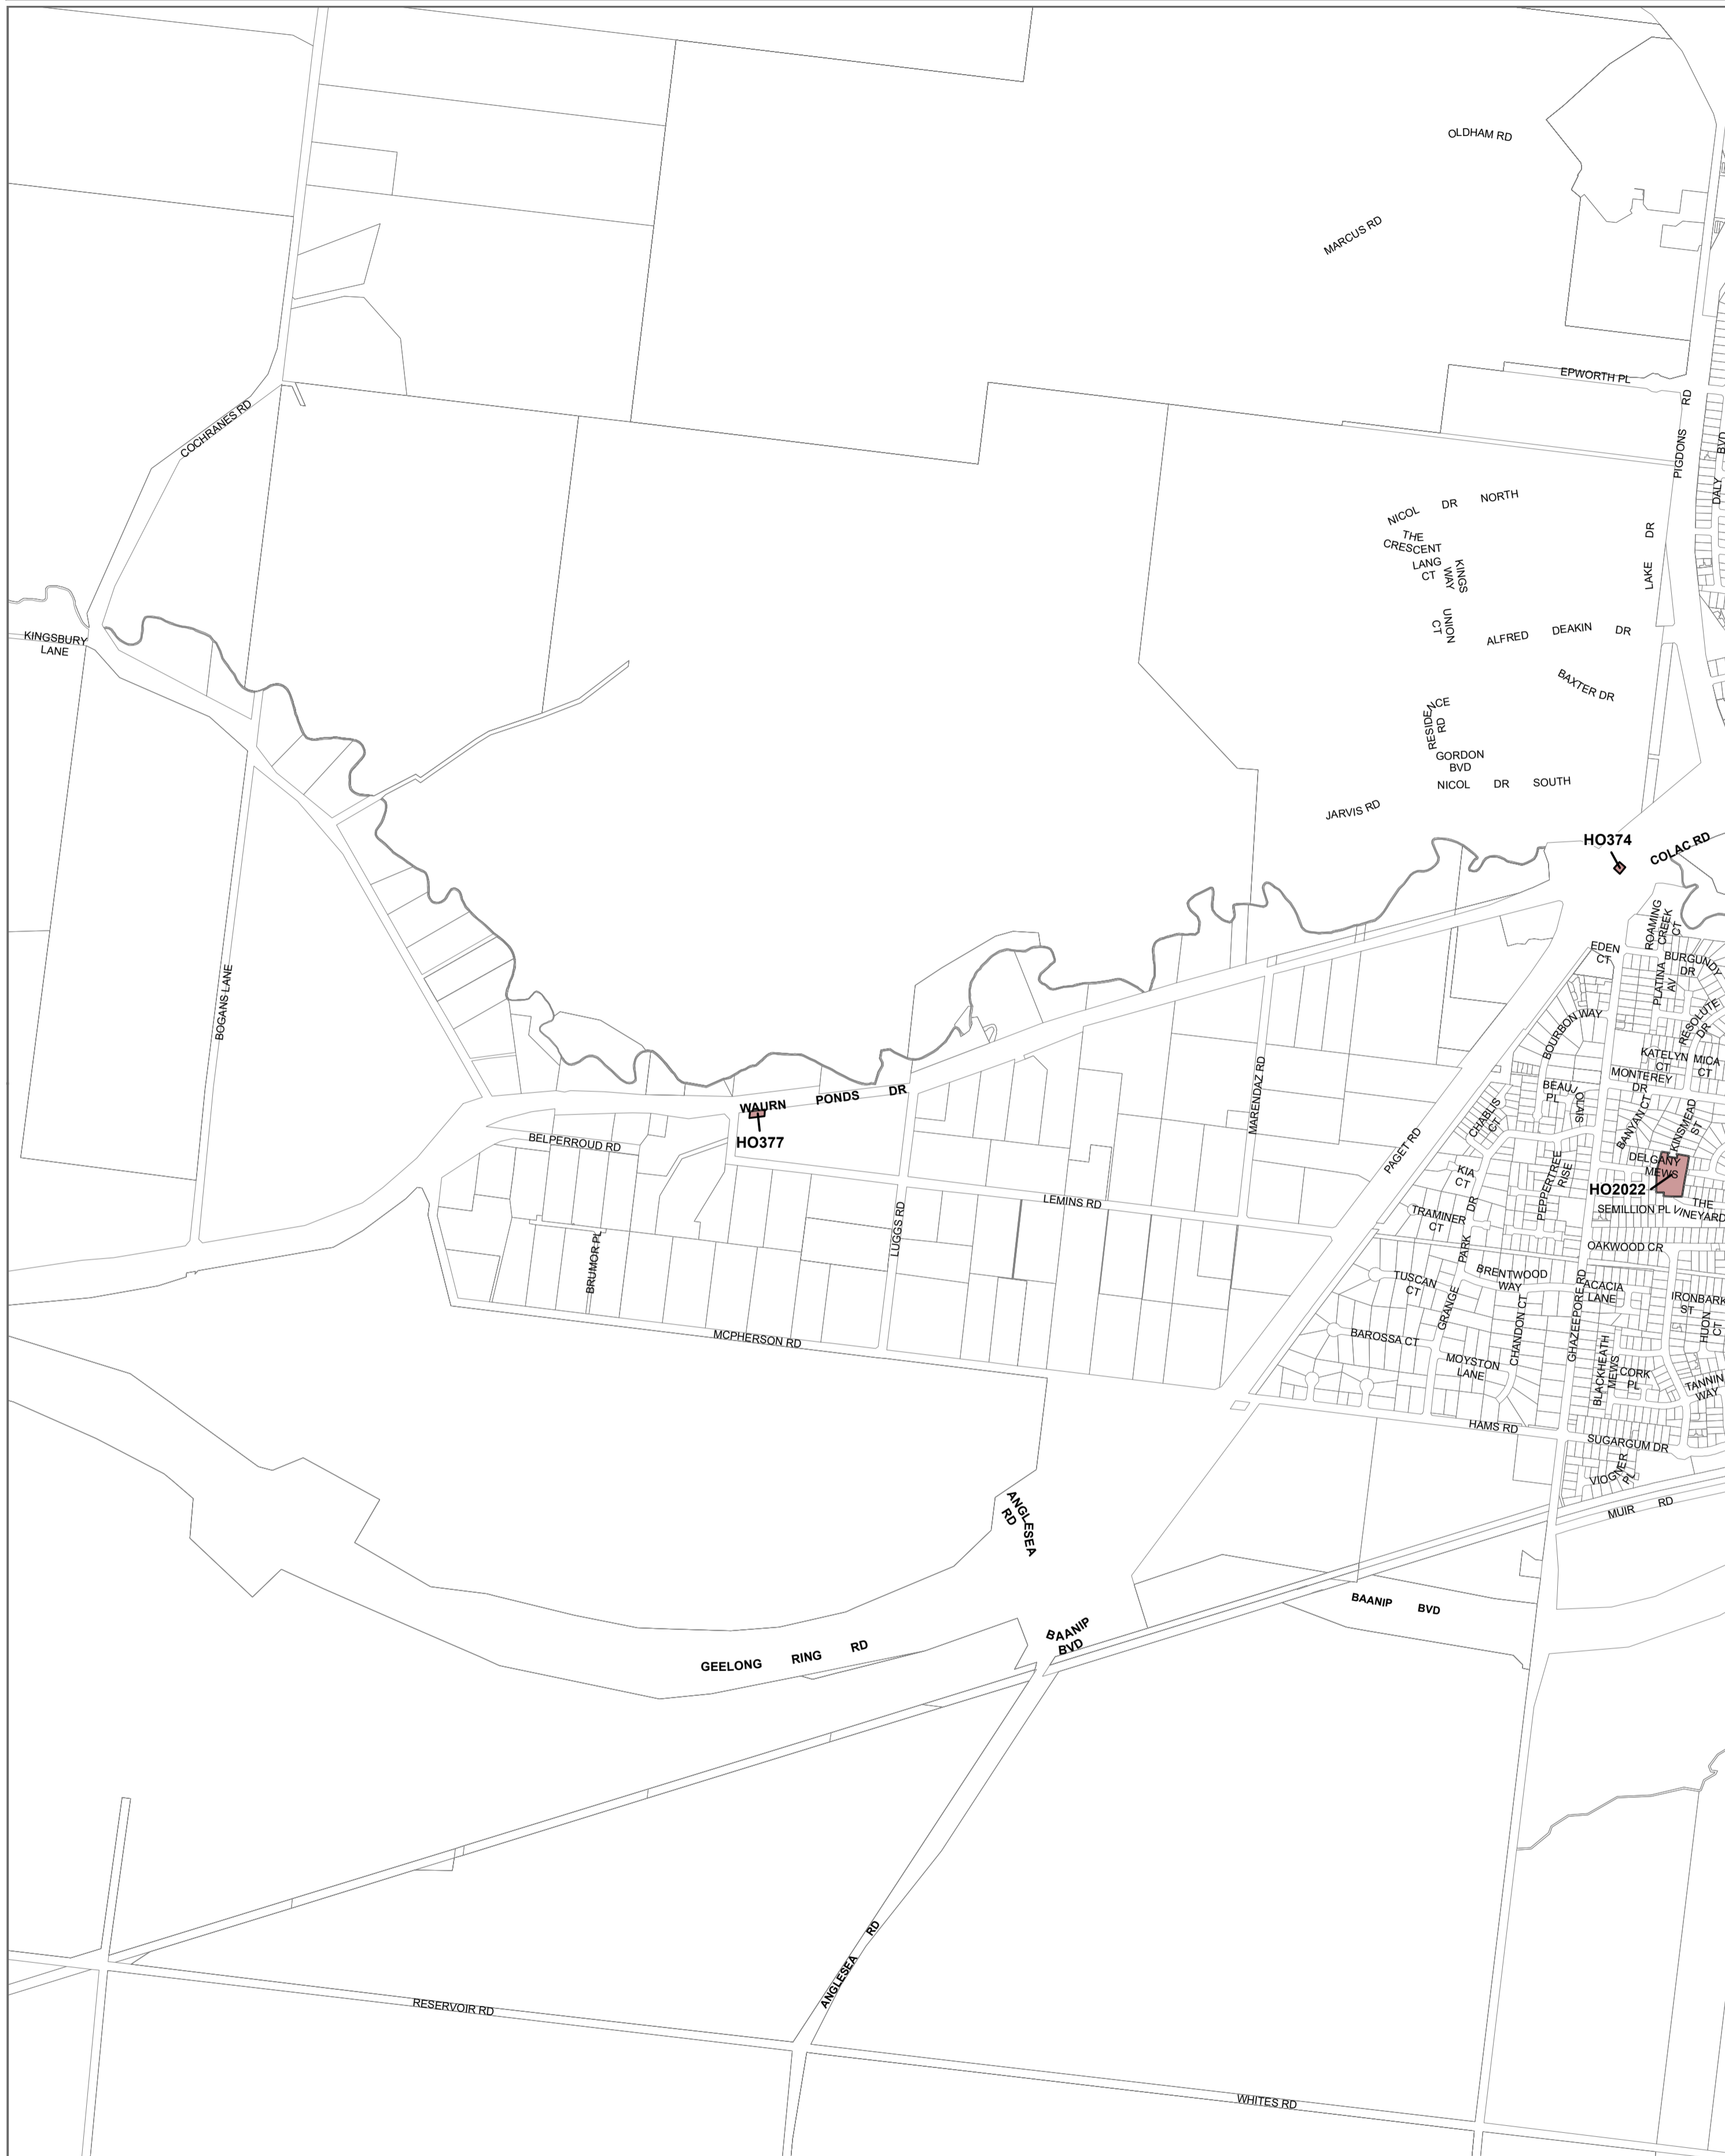 OLDHAM RD
MARCUS RD
EPWORTH PL
COCHRANES RD
PIGDONS RD
DALY BVD
NICOL DR NORTH
THE
CRESCENT
LANG
CT
KINGS
WAY
LAKE DR
UNION
CT
ALFRED DEAKIN DR
KINGSBURY
LANE
BAXTER DR
RESIDENCE
RD
GORDON
BVD
NICOL DR SOUTH
JARVIS RD
HO374
COLAC RD
ROAMING
CREEK
CT
EDEN
CT
BURGUNDY
DR
PLATINA
AV
BOGANS LANE
RESOLUTE
DR
BOURBON WAY
KATELYN
CT
MICA
CT
MONTEREY
DR
BEAUJOLAIS
PL
MARENDAZ RD
WAURN PONDS DR
HO377
BELPERROUD RD
CHABLIS
CT
BANYAN CT
KINSMEAD
ST
PAGET RD
DELGANY
MEWS
KIA
CT
PEPPERTREE
RISE
HO2022
LEMINS RD
SEMILLION PL
THE
VINEYARD
TRAMINER
CT
LUGGS RD
BRUMOR PL
OAKWOOD CR
GRANGE PARK DR
BRENTWOOD
WAY
TUSCAN
CT
ACACIA
LANE
GHAZEEPORE RD
IRONBARK
ST
HUON
CT
MCPHERSON RD
BAROSSA CT
CHANDON CT
MOYSTON
LANE
BLACKHEATH
MEWS
CORK
PL
TANNIN
WAY
HAMS RD
SUGARGUM DR
VIOGNER
PL
ANGLESEA
RD
MUIR RD
BAANIP BVD
BAANIP
BVD
GEELONG RING RD
ANGLESEA RD
RESERVOIR RD
WHITES RD